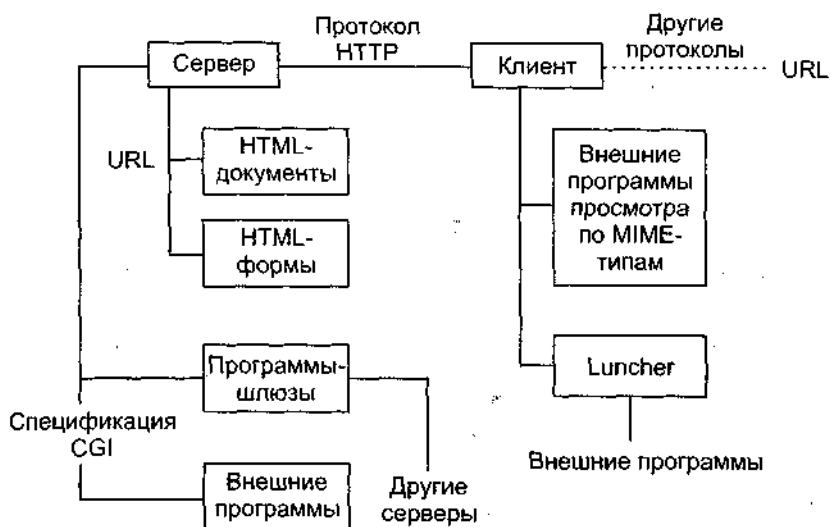 Протокол
HTTP
Другие
протоколы
Сервер
Клиент
URL
URL
HTML-
документы
HTML-
формы
Внешние
программы
просмотра
по MIME-
типам
Программы-
шлюзы
Luncher
Спецификация
CGI
Внешние
программы
Другие
серверы
Внешние программы